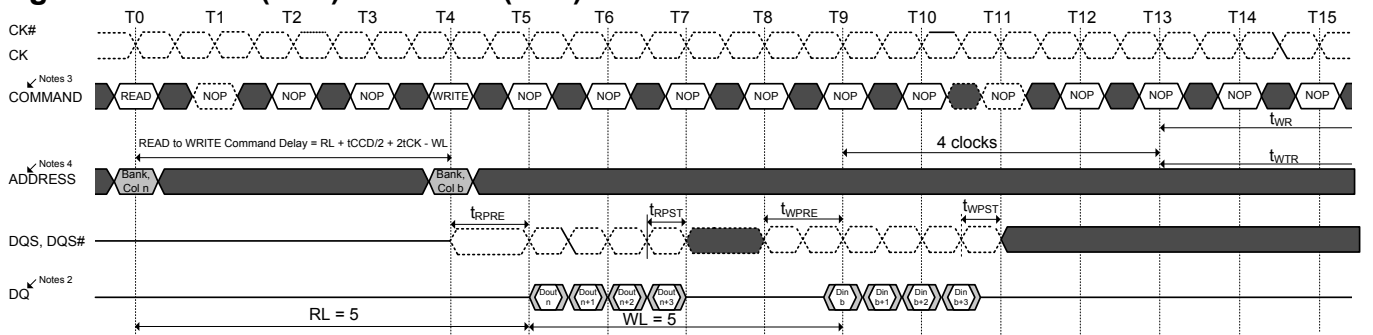 T0 T1 T2 T3 T4 T5 T6 T7 T8 T9 T10 T11 T12 T13 T14 T15
CK#
CK
Notes 3
COMMAND READ NOP NOP NOP WRITE NOP NOP NOP NOP NOP NOP NOP NOP NOP NOP NOP
tWR
READ to WRITE Command Delay = RL + tCCD/2 + 2tCK - WL
4 clocks
tWTR
Notes 4
ADDRESS
Bank,
Col n
Bank,
Col b
tRPRE tRPST tWPRE tWPST
DQS, DQS#
Notes 2
DQ
Dout
n
Dout
n+1
Dout
n+2
Dout
n+3
Din
b
Din
b+1
Din
b+2
Din
b+3
RL = 5 WL = 5